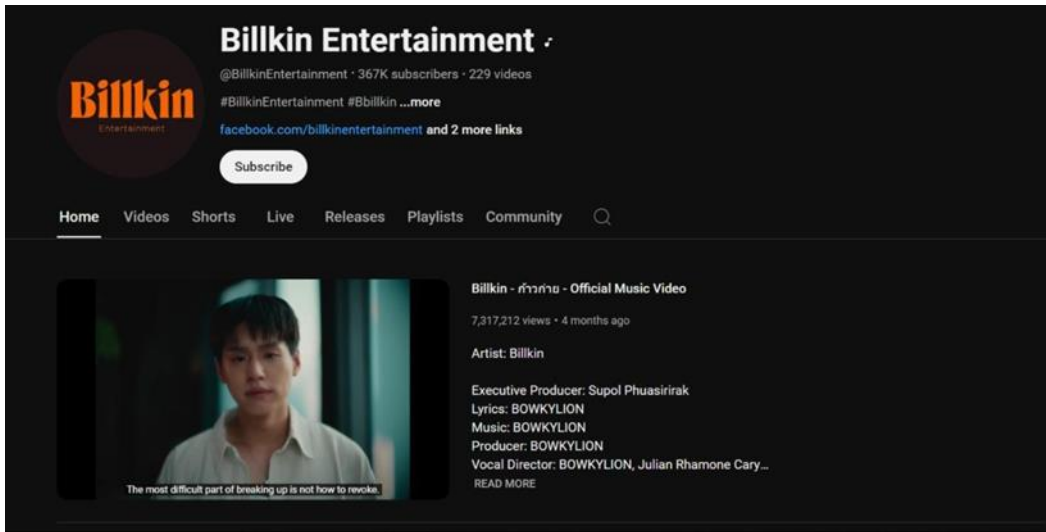 Billkin Entertainment
Billkin
Entertainment
@BillkinEntertainment · 367K subscribers · 229 videos
#BillkinEntertainment #Bbillkin ...more
facebook.com/billkinentertainment and 2 more links
Subscribe
Home Videos Shorts Live Releases Playlists Community
Billkin - ก้าวก่าย - Official Music Video
7,317,212 views • 4 months ago
Artist: Billkin
Executive Producer: Supol Phuasirirak
Lyrics: BOWKYLION
Music: BOWKYLION
Producer: BOWKYLION
Vocal Director: BOWKYLION, Julian Rhamone Cary...
READ MORE
The most difficult part of breaking up is not how to revoke.